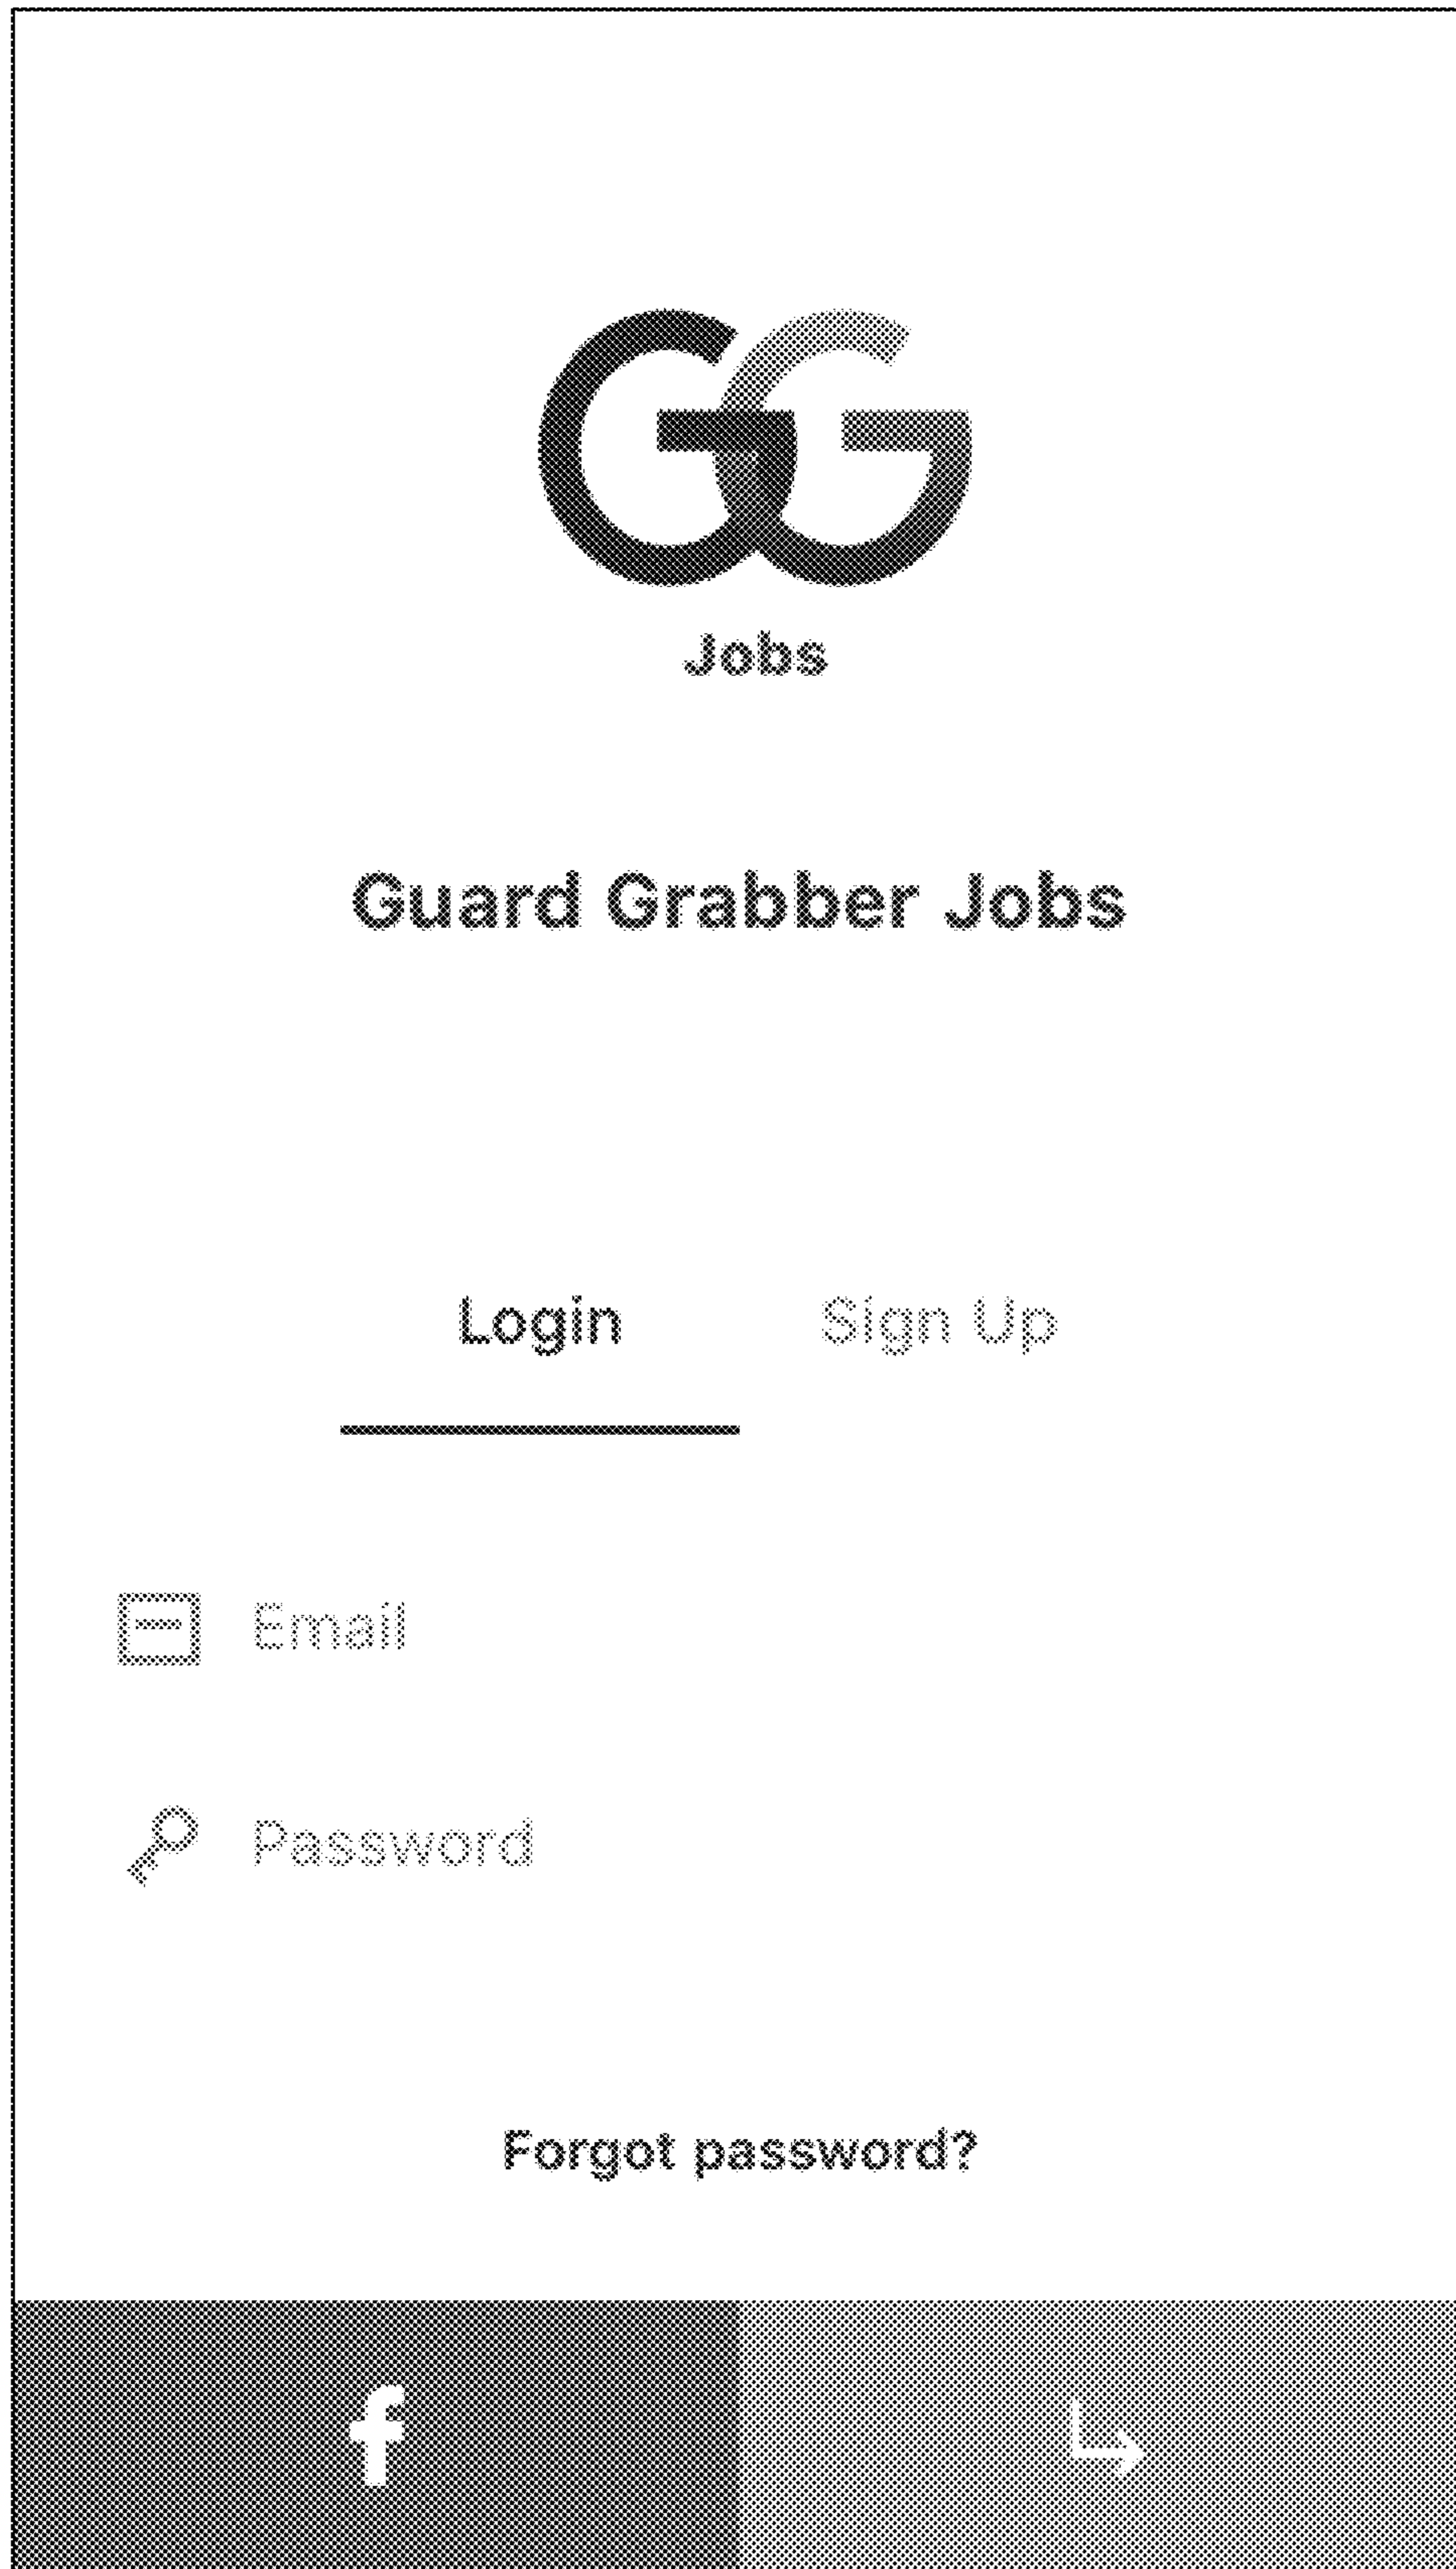 GG
Jobs
Guard Grabber Jobs
Login Sign Up
Email
Password
Forgot password?
f